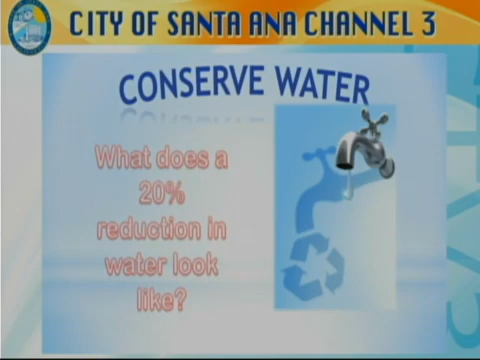 CITY OF SANTA ANA CHANNEL 3
CONSERVE WATER
What does a
20%
reduction in
water look
like?